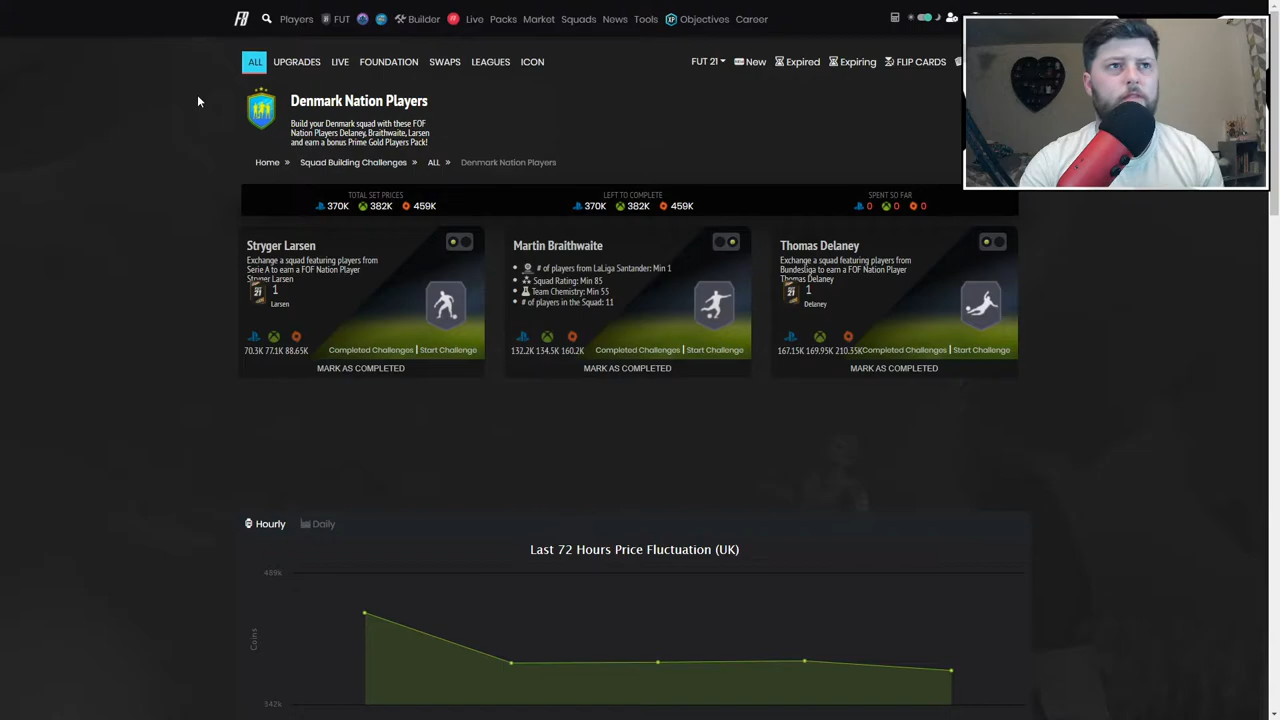 FB Players FUT Builder Live Packs Market Squads News Tools XP Objectives Career
ALL UPGRADES LIVE FOUNDATION SWAPS LEAGUES ICON FUT 21 New Expired Expiring FLIP CARDS
Denmark Nation Players
Build your Denmark squad with these FOF
Nation Players Delaney, Braithwaite, Larsen
and earn a bonus Prime Gold Players Pack!
Home » Squad Building Challenges » ALL » Denmark Nation Players
TOTAL SET PRICES LEFT TO COMPLETE SPENT SO FAR
370K 382K 459K 370K 382K 459K 0 0 0
Stryger Larsen
Exchange a squad featuring players from
Serie A to earn a FOF Nation Player
Stryger Larsen
21 1
Larsen
70.3K 77.1K 88.65K Completed Challenges | Start Challenge
MARK AS COMPLETED
Martin Braithwaite
# of players from LaLiga Santander: Min 1
Squad Rating: Min 85
Team Chemistry: Min 55
# of players in the Squad: 11
132.2K 134.5K 160.2K Completed Challenges | Start Challenge
MARK AS COMPLETED
Thomas Delaney
Exchange a squad featuring players from
Bundesliga to earn a FOF Nation Player
Thomas Delaney
21 1
Delaney
167.15K 169.95K 210.35K Completed Challenges | Start Challenge
MARK AS COMPLETED
Hourly Daily
Last 72 Hours Price Fluctuation (UK)
489k
Coins
342k